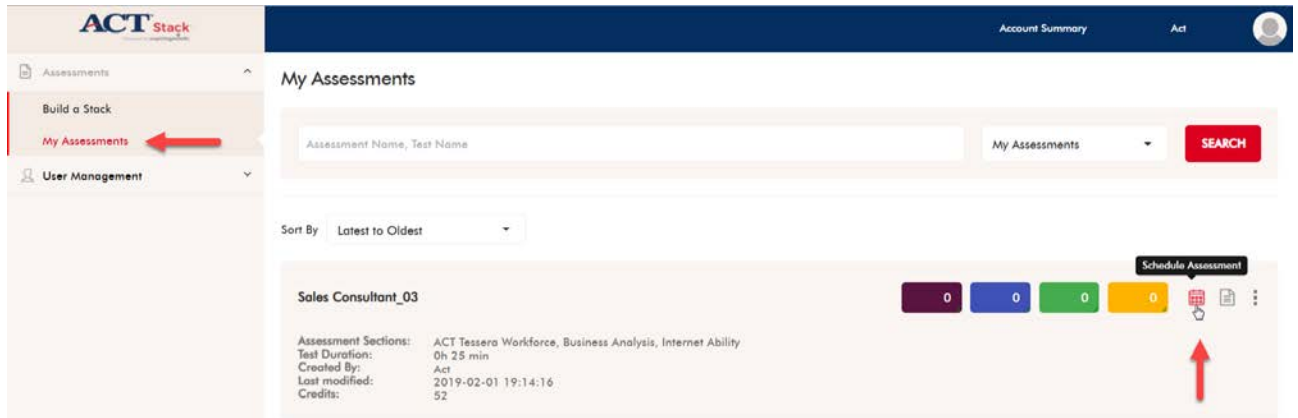 ACT Stack
Account Summary
Act
Assessments
Build a Stack
My Assessments
User Management
My Assessments
Assessment Name, Test Name
My Assessments
SEARCH
Sort By
Latest to Oldest
Schedule Assessment
Sales Consultant_03
0
0
0
0
Assessment Sections: ACT Tessera Workforce, Business Analysis, Internet Ability
Test Duration: 0h 25 min
Created By: Act
Last modified: 2019-02-01 19:14:16
Credits: 52